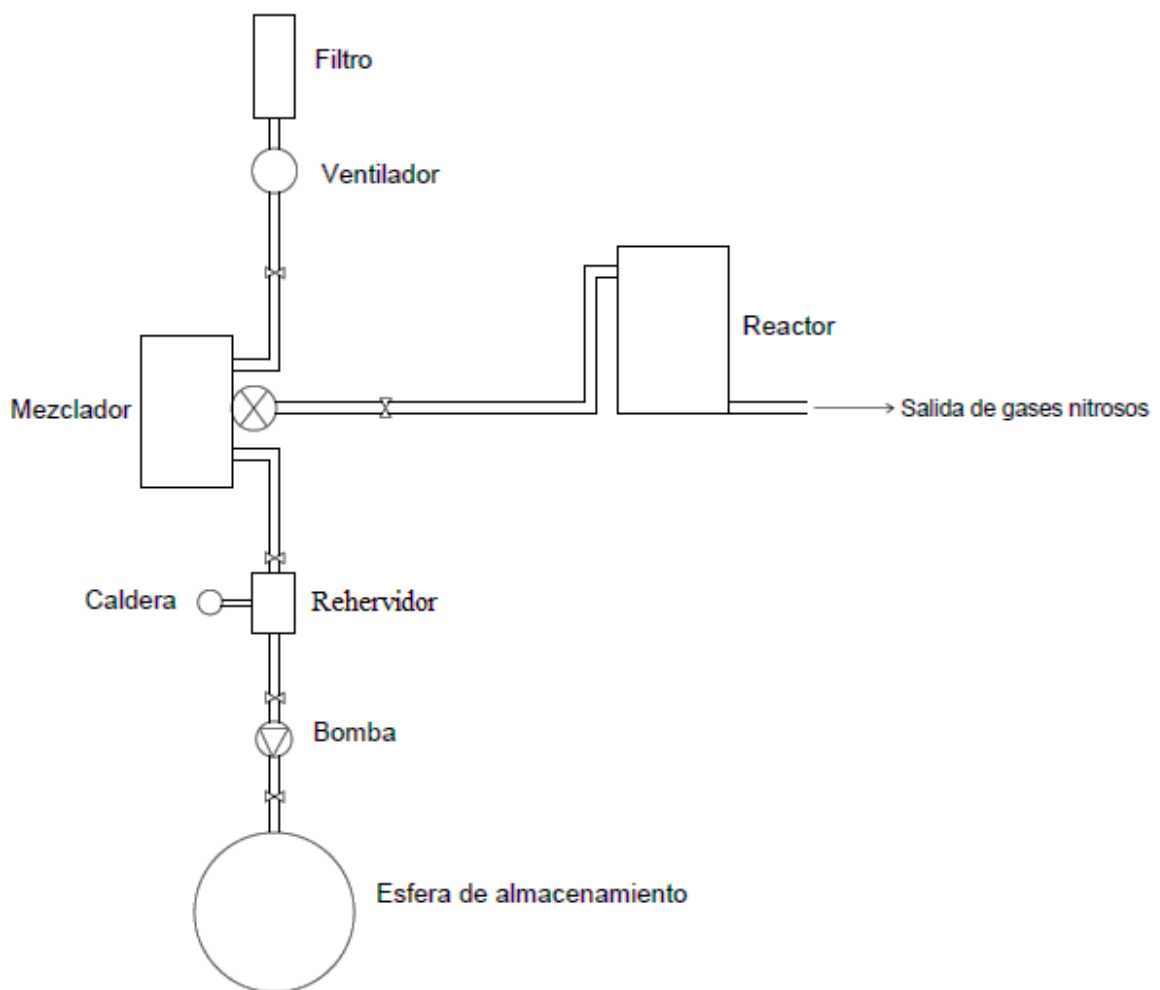 Filtro
Ventilador
Reactor
Mezclador
Salida de gases nitrosos
Caldera
Rehervidor
Bomba
Esfera de almacenamiento